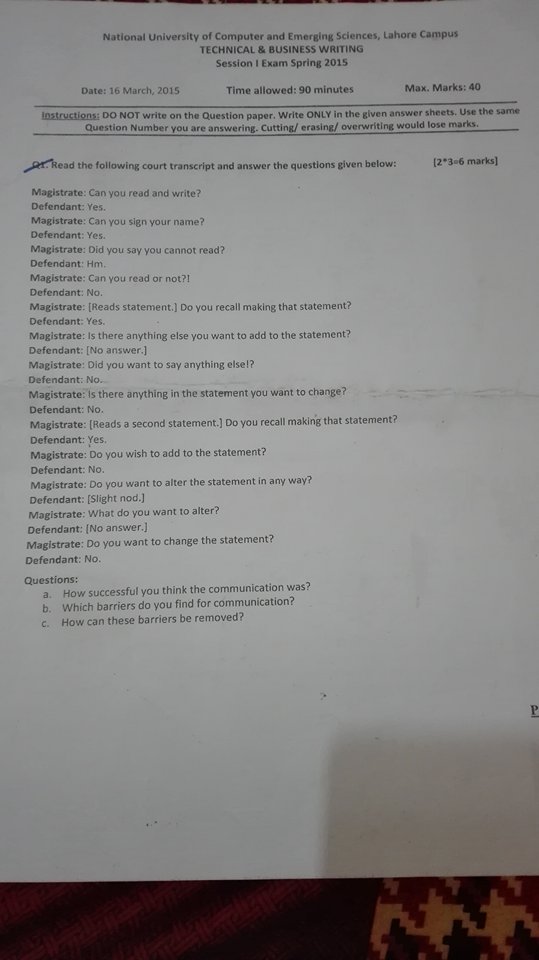 National University of Computer and Emerging Sciences, Lahore Campus
TECHNICAL & BUSINESS WRITING
Session I Exam Spring 2015
Date: 16 March, 2015 Time allowed: 90 minutes Max. Marks: 40
Instructions: DO NOT write on the Question paper. Write ONLY in the given answer sheets. Use the same
Question Number you are answering. Cutting/ erasing/ overwriting would lose marks.
Q1. Read the following court transcript and answer the questions given below: [2*3=6 marks]
Magistrate: Can you read and write?
Defendant: Yes.
Magistrate: Can you sign your name?
Defendant: Yes.
Magistrate: Did you say you cannot read?
Defendant: Hm.
Magistrate: Can you read or not?!
Defendant: No.
Magistrate: [Reads statement.] Do you recall making that statement?
Defendant: Yes.
Magistrate: Is there anything else you want to add to the statement?
Defendant: [No answer.]
Magistrate: Did you want to say anything else!?
Defendant: No.
Magistrate: Is there anything in the statement you want to change?
Defendant: No.
Magistrate: [Reads a second statement.] Do you recall making that statement?
Defendant: Yes.
Magistrate: Do you wish to add to the statement?
Defendant: No.
Magistrate: Do you want to alter the statement in any way?
Defendant: [Slight nod.]
Magistrate: What do you want to alter?
Defendant: [No answer.]
Magistrate: Do you want to change the statement?
Defendant: No.
Questions:
a. How successful you think the communication was?
b. Which barriers do you find for communication?
c. How can these barriers be removed?
P